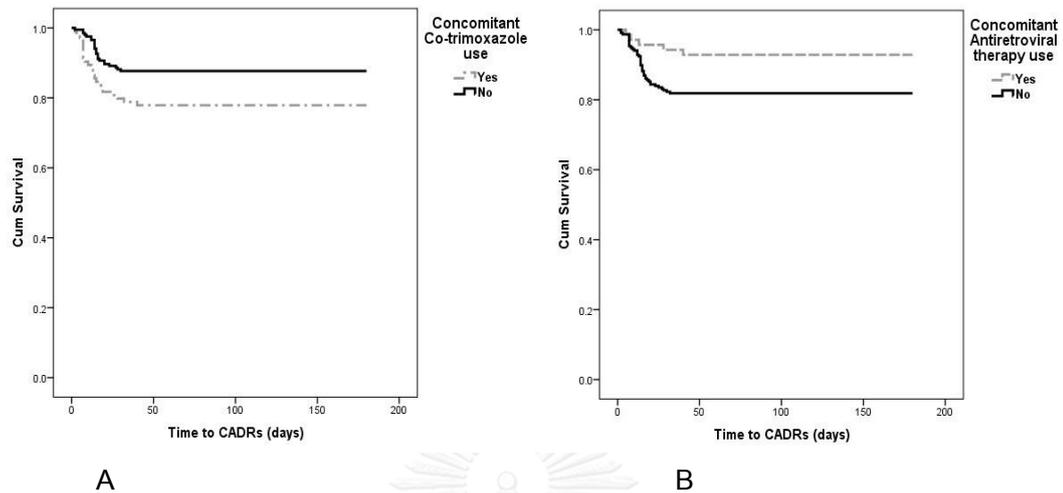 1.0
0.8
0.6
0.4
0.2
0.0
Cum Survival
0
50
100
150
200
Time to CADRs (days)
Concomitant
Co-trimoxazole
use
Yes
No
A
1.0
0.8
0.6
0.4
0.2
0.0
Cum Survival
0
50
100
150
200
Time to CADRs (days)
Concomitant
Antiretroviral
therapy use
Yes
No
B